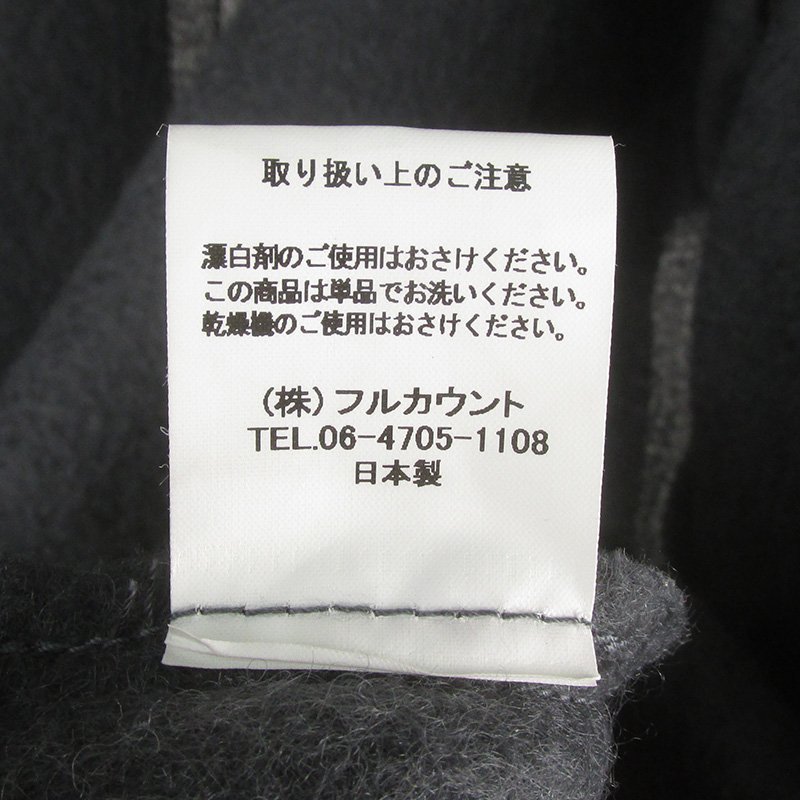 取り扱い上のご注意
漂白剤のご使用はおさけください。
この商品は単品でお洗いください。
乾燥機のご使用はおさけください。
(株)フルカウント
TEL.06-4705-1108
日本製